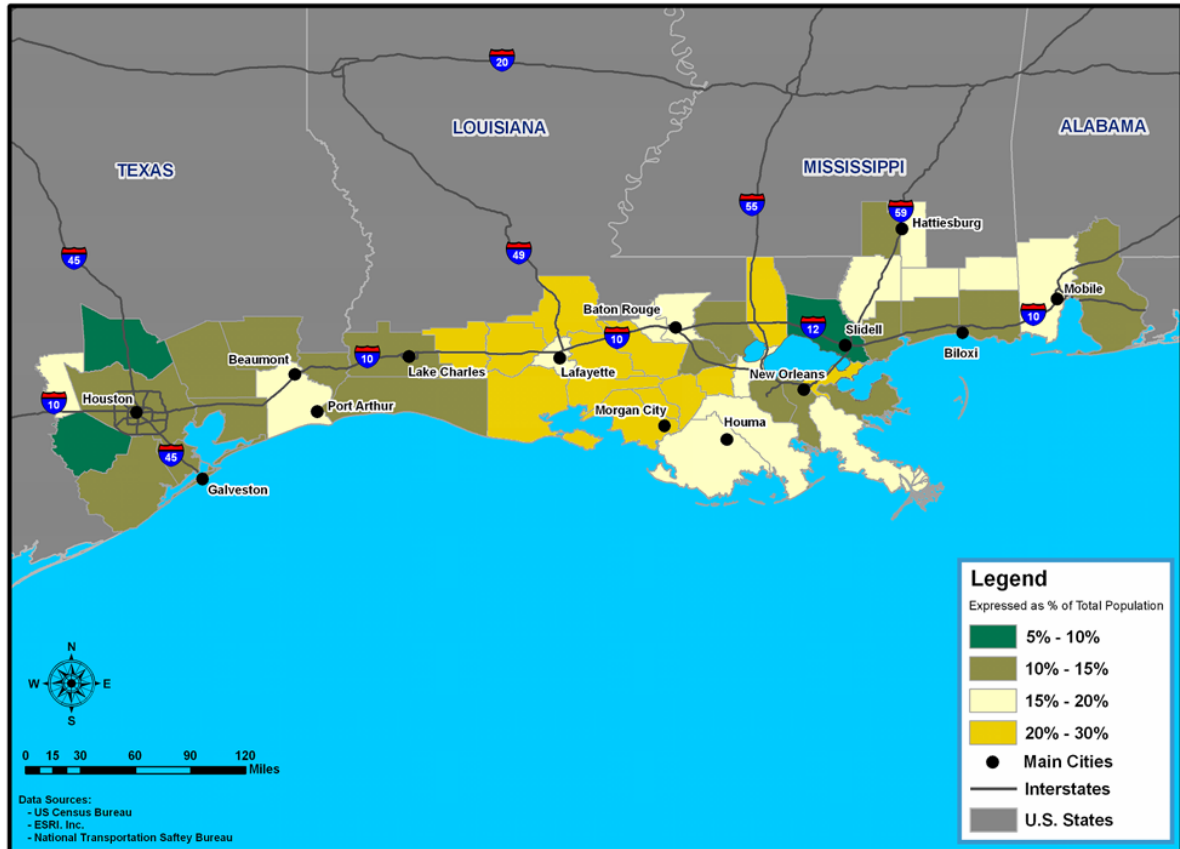 20
LOUISIANA
ALABAMA
TEXAS
MISSISSIPPI
55
59
Hattiesburg
45
49
Mobile
Baton Rouge
10
12
Slidell
10
Beaumont
10
Lake Charles
Lafayette
New Orleans
Biloxi
10
Houston
Port Arthur
Morgan City
Houma
45
Galveston
Legend
Expressed as % of Total Population
5% - 10%
10% - 15%
15% - 20%
20% - 30%
Main Cities
Interstates
U.S. States
N
W E
S
0 15 30 60 90 120
Miles
Data Sources:
- US Census Bureau
- ESRI. Inc.
- National Transportation Saftey Bureau